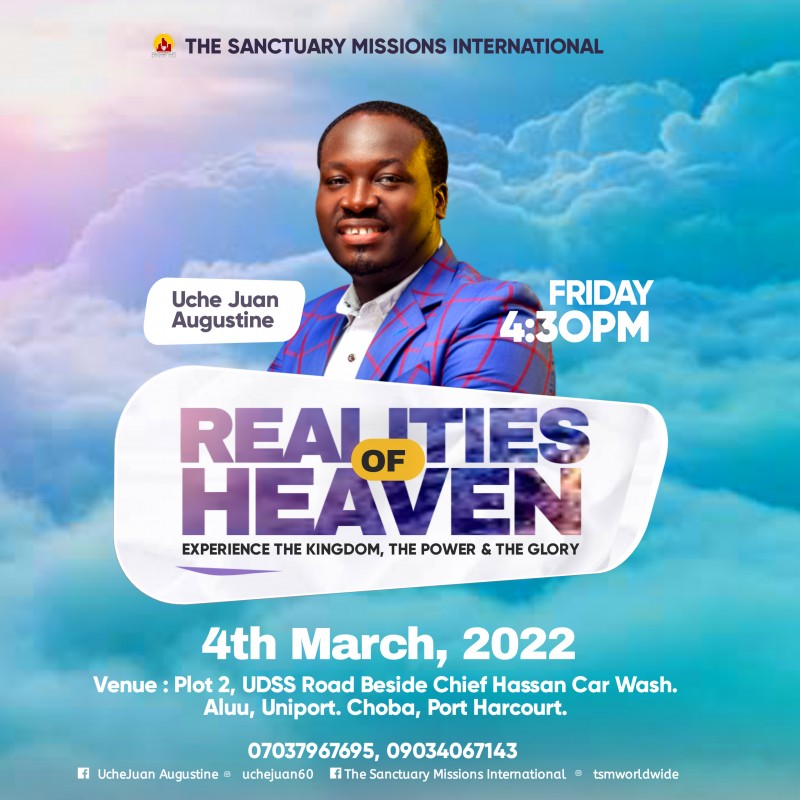 THE SANCTUARY MISSIONS INTERNATIONAL
Uche Juan
Augustine
FRIDAY
4:30PM
REALITIES
OF
HEAVEN
EXPERIENCE THE KINGDOM, THE POWER & THE GLORY
4th March, 2022
Venue : Plot 2, UDSS Road Beside Chief Hassan Car Wash.
Aluu, Uniport. Choba, Port Harcourt.
07037967695, 09034067143
UcheJuan Augustine uchejuan60 The Sanctuary Missions International tsmworldwide